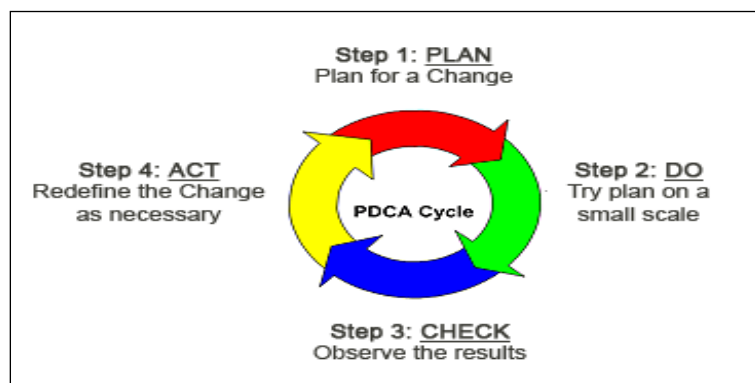 Step 1: PLAN
Plan for a Change
Step 2: DO
Try plan on a
small scale
Step 3: CHECK
Observe the results
Step 4: ACT
Redefine the Change
as necessary
PDCA Cycle